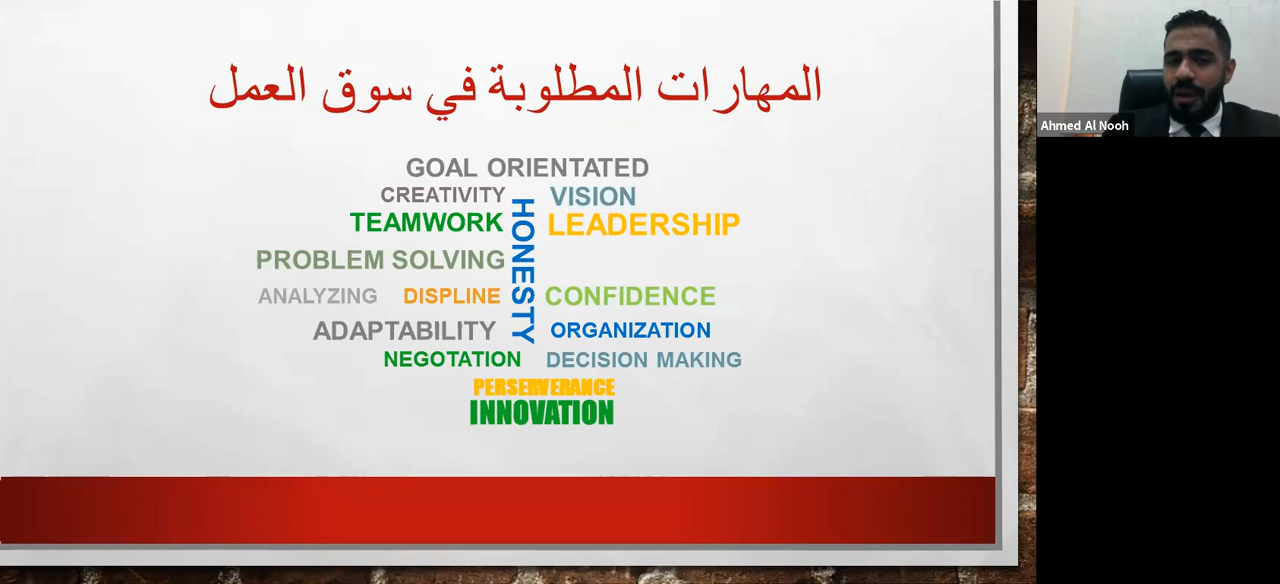 المهارات المطلوبة في سوق العمل
GOAL ORIENTATED
CREATIVITY
VISION
TEAMWORK
LEADERSHIP
HONESTY
PROBLEM SOLVING
ANALYZING
DISPLINE
CONFIDENCE
ADAPTABILITY
ORGANIZATION
NEGOTATION
DECISION MAKING
PERSERVERANCE
INNOVATION
Ahmed Al Nooh